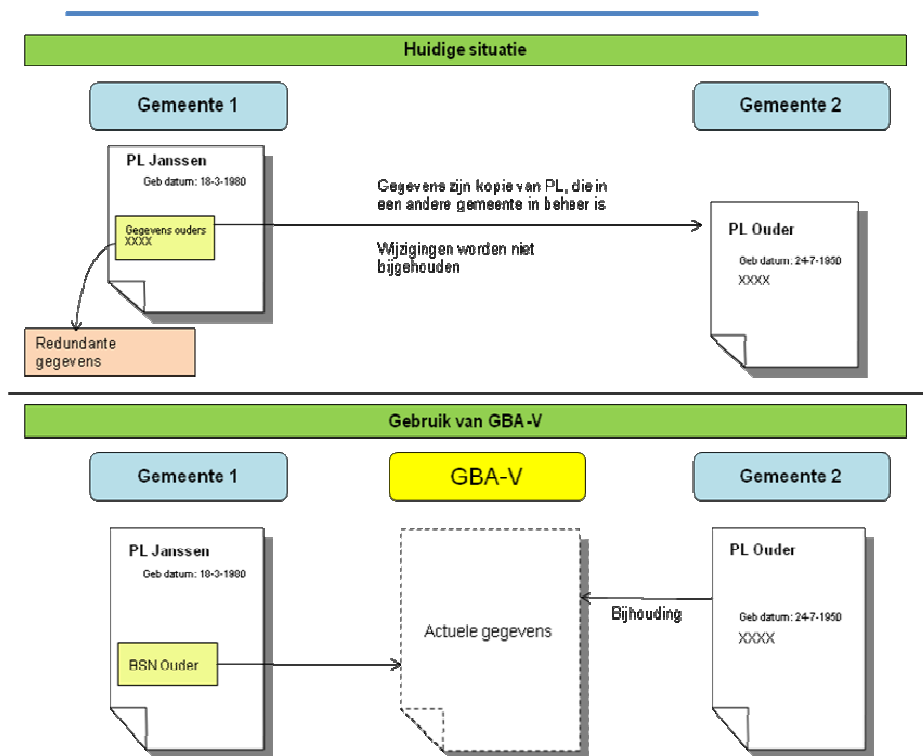 Huidige situatie
Gemeente 1
Gemeente 2
PL Janssen
Geb datum: 18-3-1980
Gegevens ouders
XXXX
Gegevens zijn kopie van PL, die in
een andere gemeente in beheer is
Wijzigingen worden niet
bijgehouden
PL Ouder
Geb datum: 24-7-1950
XXXX
Redundante
gegevens
Gebruik van GBA-V
Gemeente 1
GBA-V
Gemeente 2
PL Janssen
Geb datum: 18-3-1980
BSN Ouder
Actuele gegevens
Bijhouding
PL Ouder
Geb datum: 24-7-1950
XXXX